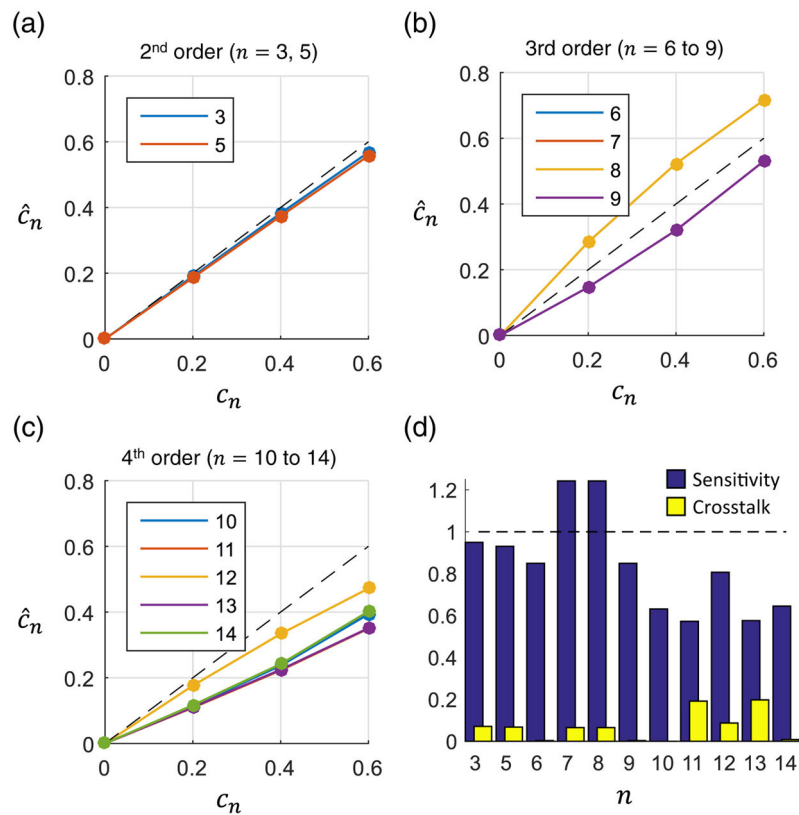 (a)
2nd order (n = 3, 5)
0.8
0.6
0.4
0.2
0
ĉn
3
5
0
0.2
0.4
0.6
cn
(b)
3rd order (n = 6 to 9)
0.8
0.6
0.4
0.2
0
ĉn
6
7
8
9
0
0.2
0.4
0.6
cn
(c)
4th order (n = 10 to 14)
0.8
0.6
0.4
0.2
0
ĉn
10
11
12
13
14
0
0.2
0.4
0.6
cn
(d)
Sensitivity
Crosstalk
1.2
1
0.8
0.6
0.4
0.2
0
3 5 6 7 8 9 10 11 12 13 14
n